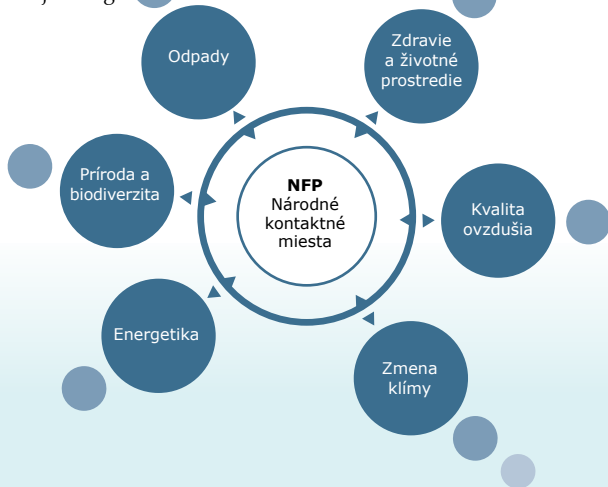 Odpady
Zdravie
a životné
prostredie
Príroda a
biodiverzita
NFP
Národné
kontaktné
miesta
Kvalita
ovzdušia
Energetika
Zmena
klímy